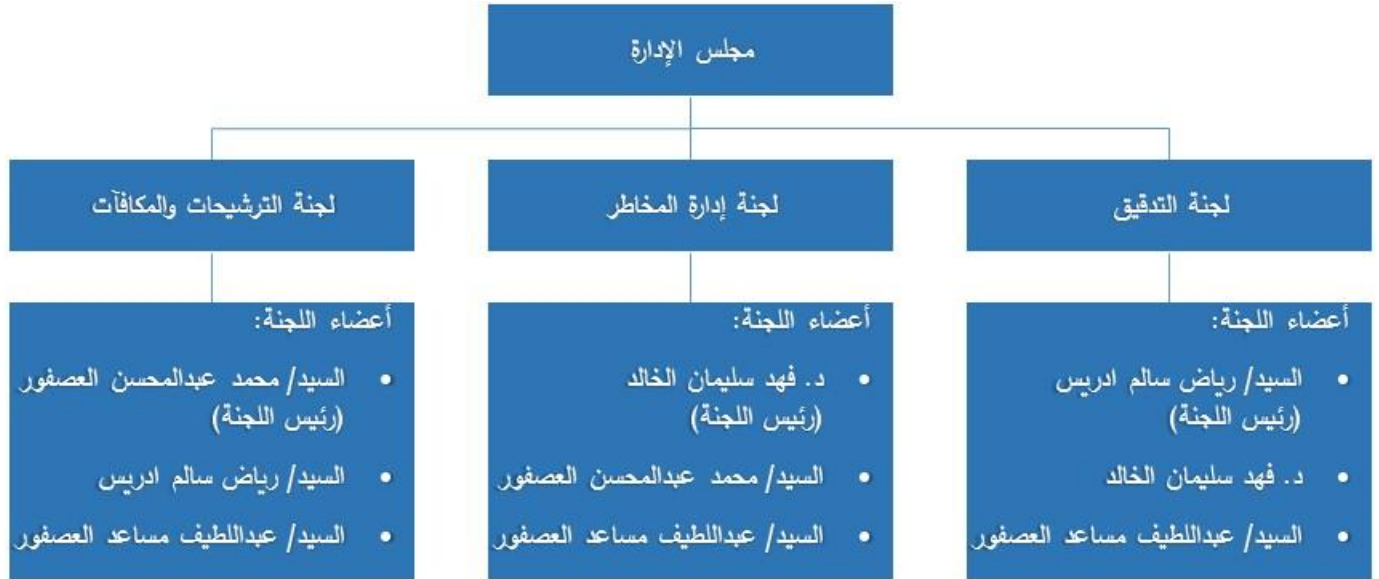 مجلس الإدارة
لجنة التدقيق
لجنة إدارة المخاطر
لجنة الترشيحات والمكافآت
أعضاء اللجنة:
• السيد/ رياض سالم ادريس
(رئيس اللجنة)
• د. فهد سليمان الخالد
• السيد/ عبداللطيف مساعد العصفور
أعضاء اللجنة:
• د. فهد سليمان الخالد
(رئيس اللجنة)
• السيد/ محمد عبدالمحسن العصفور
• السيد/ عبداللطيف مساعد العصفور
أعضاء اللجنة:
• السيد/ محمد عبدالمحسن العصفور
(رئيس اللجنة)
• السيد/ رياض سالم ادريس
• السيد/ عبداللطيف مساعد العصفور